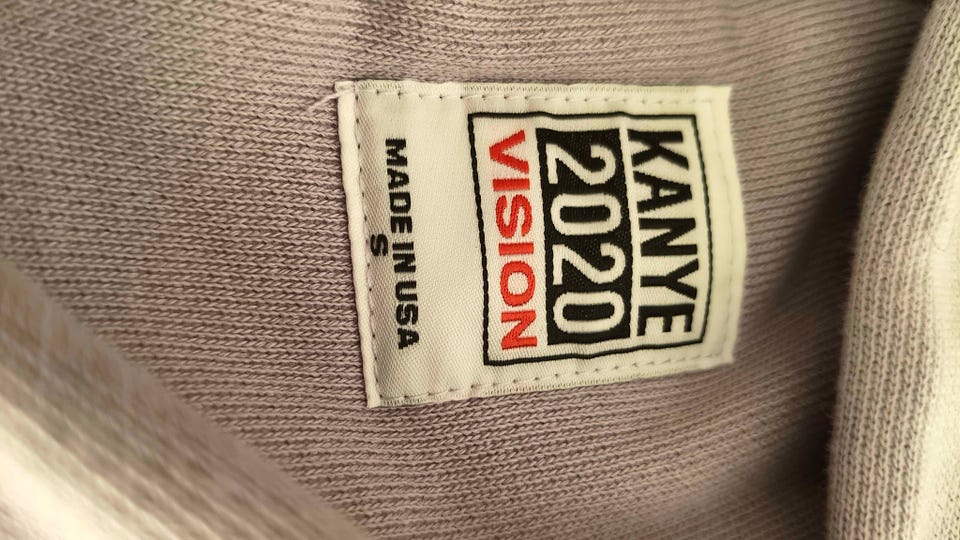 KANYE
2020
VISION
MADE IN USA
S